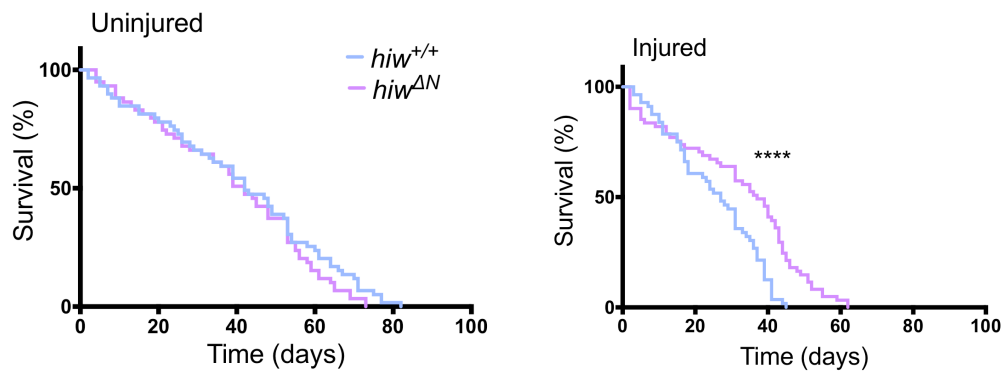 Uninjured
hiw+/+
hiwΔN
Survival (%)
100
50
0
0 20 40 60 80 100
Time (days)
Injured
Survival (%)
100
50
0
****
0 20 40 60 80 100
Time (days)